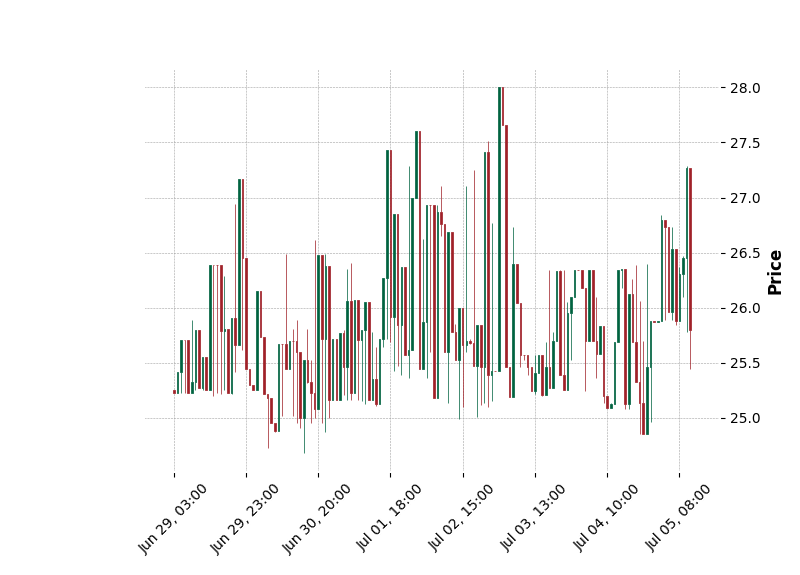 28.0
27.5
27.0
26.5
26.0
25.5
25.0
Price
Jun 29, 03:00
Jun 29, 23:00
Jun 30, 20:00
Jul 01, 18:00
Jul 02, 15:00
Jul 03, 13:00
Jul 04, 10:00
Jul 05, 08:00